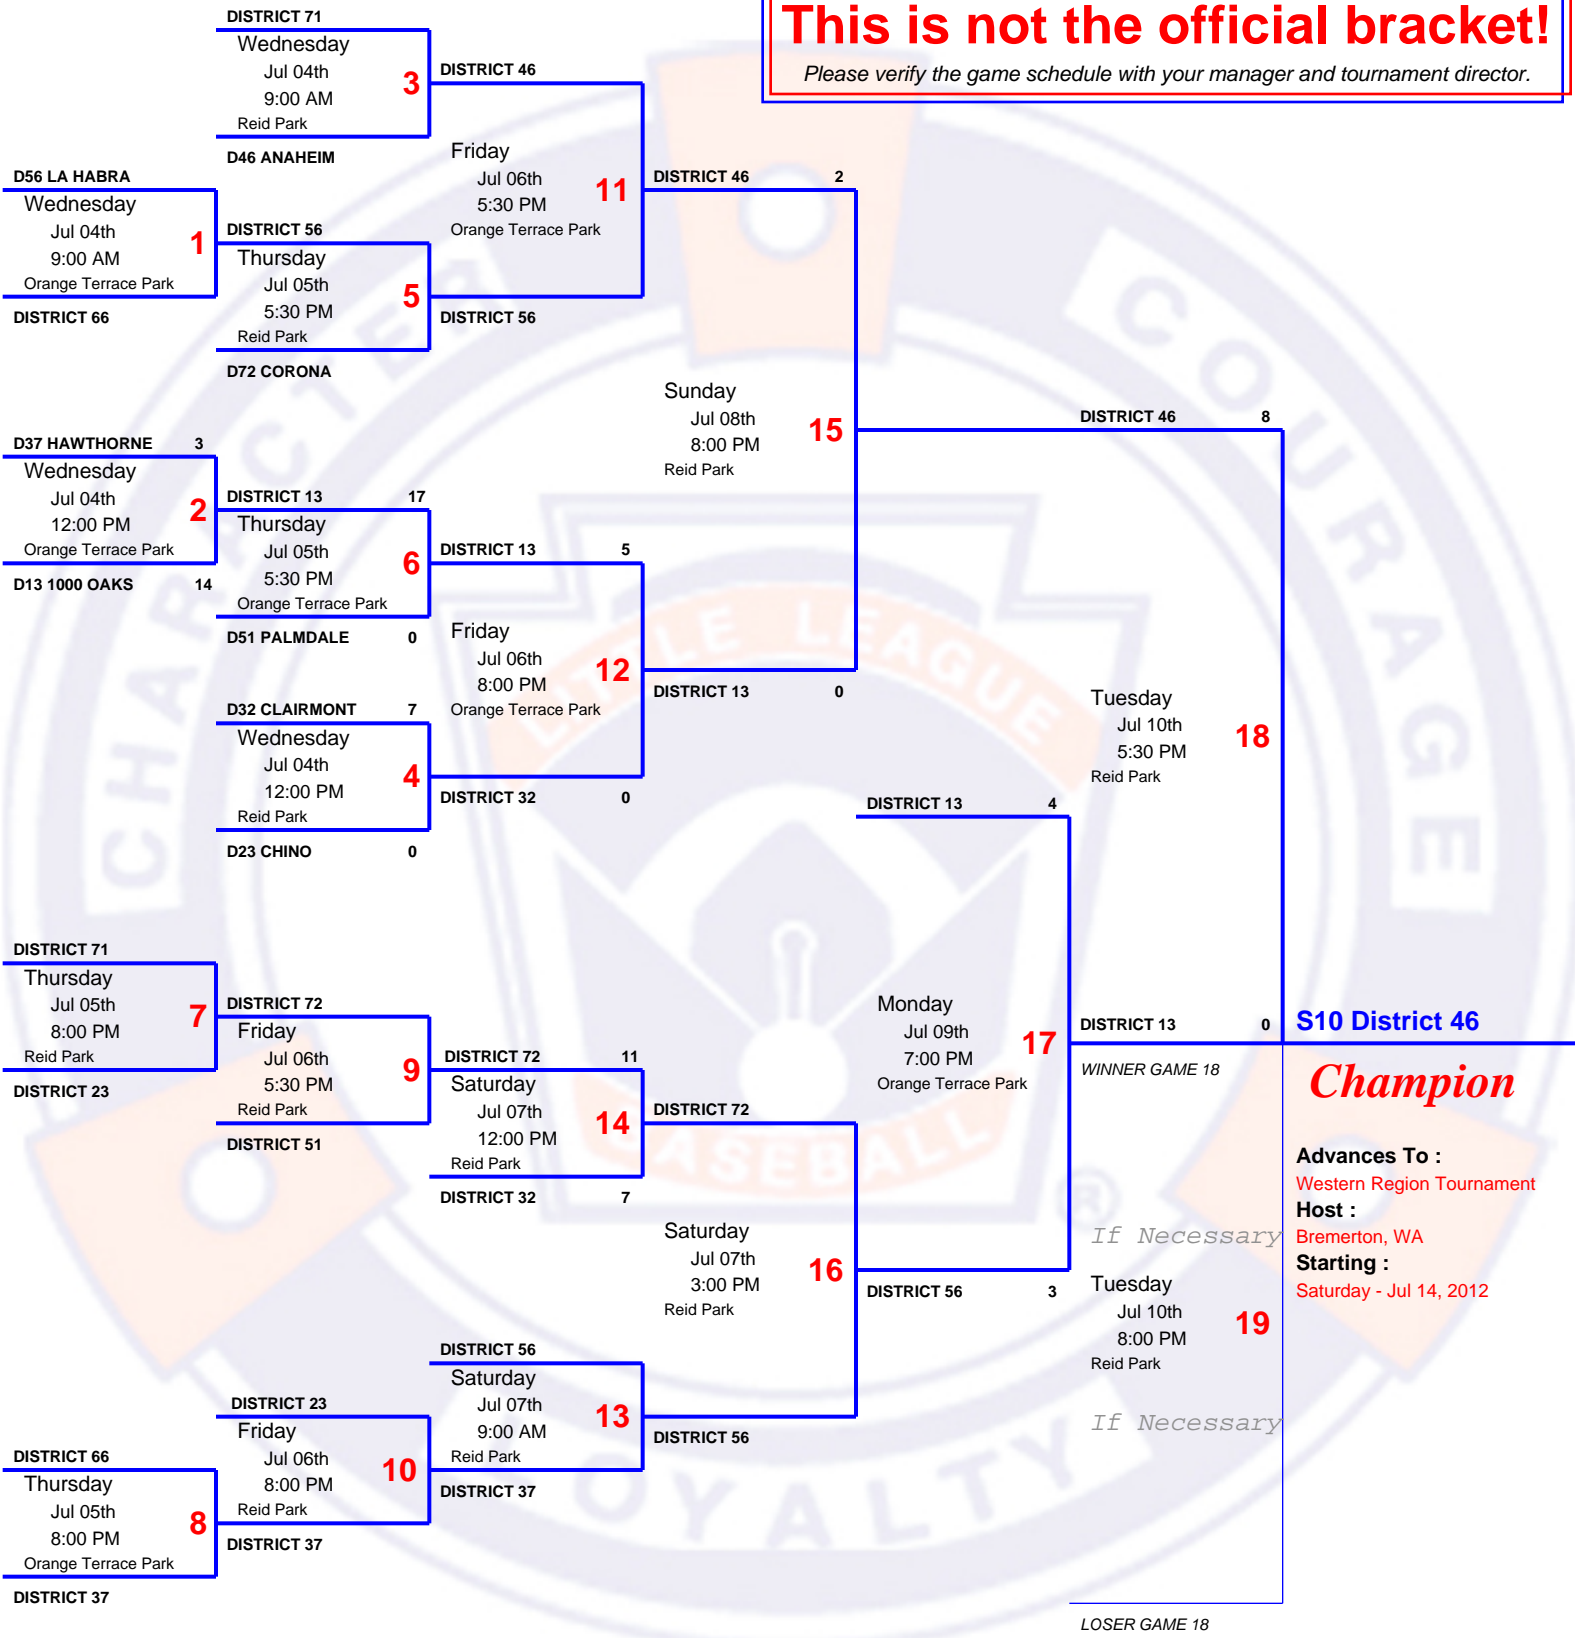 This is not the official bracket!
Please verify the game schedule with your manager and tournament director.
DISTRICT 71
Wednesday
Jul 04th
9:00 AM
Reid Park
3
D46 ANAHEIM
DISTRICT 46
D56 LA HABRA
Wednesday
Jul 04th
9:00 AM
Orange Terrace Park
1
DISTRICT 66
DISTRICT 56
Thursday
Jul 05th
5:30 PM
Reid Park
5
D72 CORONA
DISTRICT 56
Friday
Jul 06th
5:30 PM
Orange Terrace Park
11
DISTRICT 46 2
D37 HAWTHORNE 3
Wednesday
Jul 04th
12:00 PM
Orange Terrace Park
2
D13 1000 OAKS 14
DISTRICT 13 17
Thursday
Jul 05th
5:30 PM
Orange Terrace Park
6
D51 PALMDALE 0
DISTRICT 13 5
Friday
Jul 06th
8:00 PM
Orange Terrace Park
12
D32 CLAIRMONT 7
Wednesday
Jul 04th
12:00 PM
Reid Park
4
D23 CHINO 0
DISTRICT 32 0
DISTRICT 13 0
Sunday
Jul 08th
8:00 PM
Reid Park
15
DISTRICT 46 8
Tuesday
Jul 10th
5:30 PM
Reid Park
18
DISTRICT 71
Thursday
Jul 05th
8:00 PM
Reid Park
7
DISTRICT 23
DISTRICT 72
Friday
Jul 06th
5:30 PM
Reid Park
9
DISTRICT 51
DISTRICT 72 11
Saturday
Jul 07th
12:00 PM
Reid Park
14
DISTRICT 32 7
DISTRICT 72
Saturday
Jul 07th
3:00 PM
Reid Park
16
DISTRICT 66
Thursday
Jul 05th
8:00 PM
Orange Terrace Park
8
DISTRICT 37
DISTRICT 23
Friday
Jul 06th
8:00 PM
Reid Park
10
DISTRICT 37
DISTRICT 56
Saturday
Jul 07th
9:00 AM
Reid Park
13
DISTRICT 37
DISTRICT 56
DISTRICT 13 4
Monday
Jul 09th
7:00 PM
Orange Terrace Park
17
DISTRICT 56 3
DISTRICT 13 0
WINNER GAME 18
If Necessary
Tuesday
Jul 10th
8:00 PM
Reid Park
19
If Necessary
LOSER GAME 18
S10 District 46
Champion
Advances To :
Western Region Tournament
Host :
Bremerton, WA
Starting :
Saturday - Jul 14, 2012
CHARACTER
COURAGE
LOYALTY
LITTLE LEAGUE
BASEBALL
®